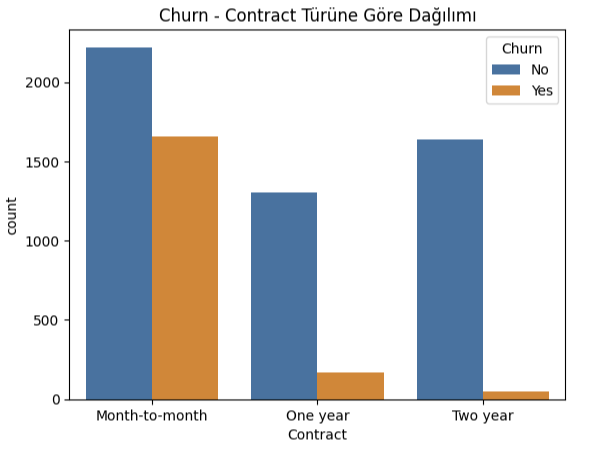 Churn - Contract Türüne Göre Dağılımı
Churn
No
Yes
2000
1500
1000
500
0
count
Month-to-month
One year
Two year
Contract